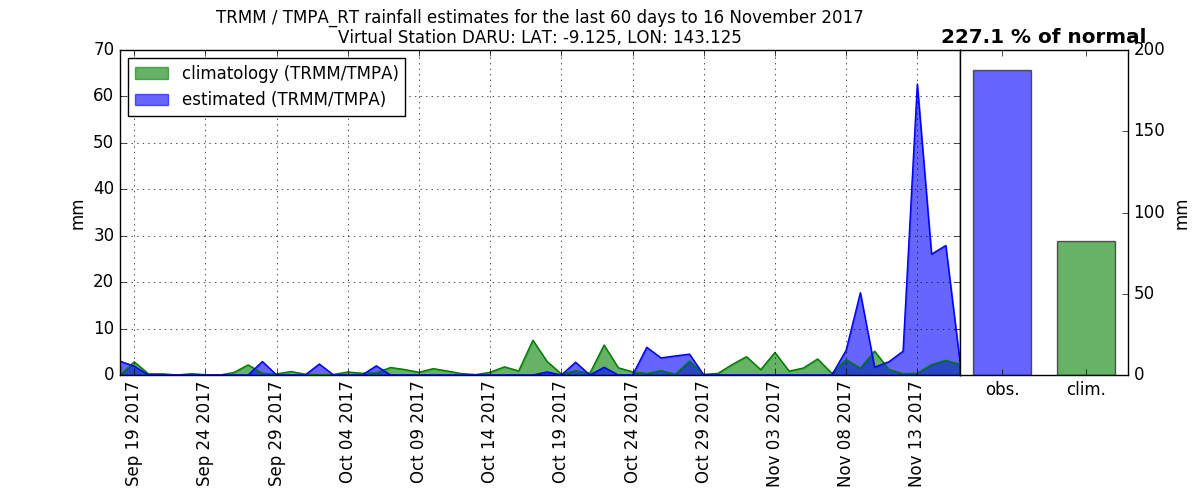 TRMM / TMPA_RT rainfall estimates for the last 60 days to 16 November 2017
Virtual Station DARU: LAT: -9.125, LON: 143.125
227.1 % of normal
climatology (TRMM/TMPA)
estimated (TRMM/TMPA)
70
60
50
40
30
20
10
0
mm
Sep 19 2017
Sep 24 2017
Sep 29 2017
Oct 04 2017
Oct 09 2017
Oct 14 2017
Oct 19 2017
Oct 24 2017
Oct 29 2017
Nov 03 2017
Nov 08 2017
Nov 13 2017
obs.
clim.
200
150
100
50
0
mm